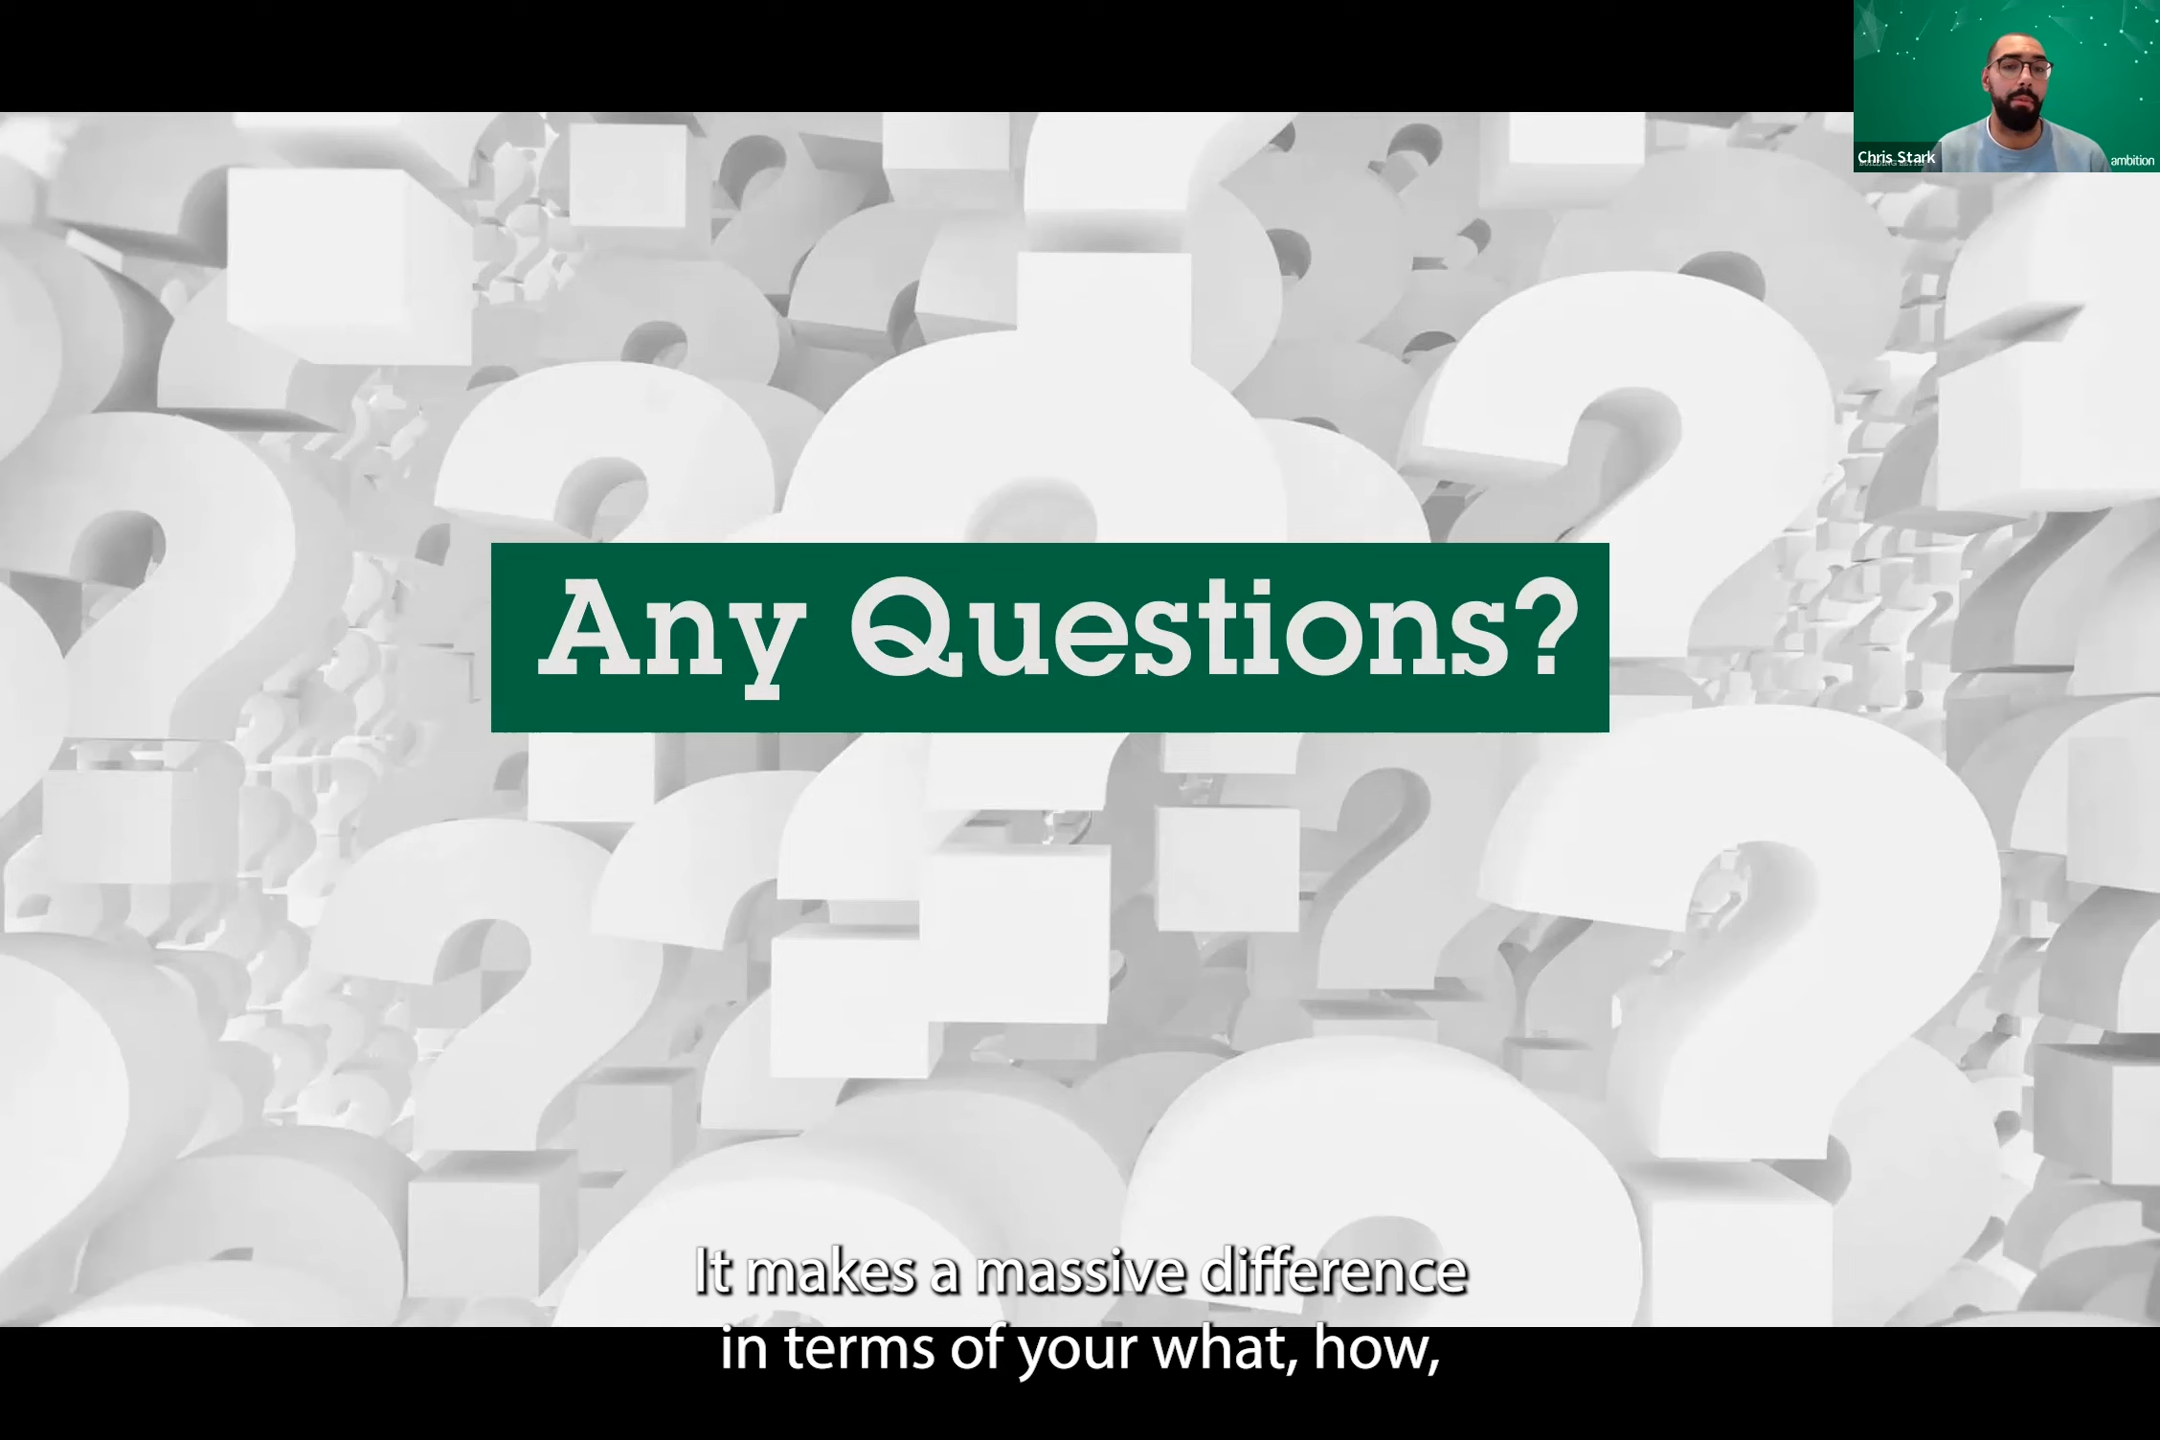 Chris Stark
ambition
Any Questions?
It makes a massive difference
in terms of your what, how,